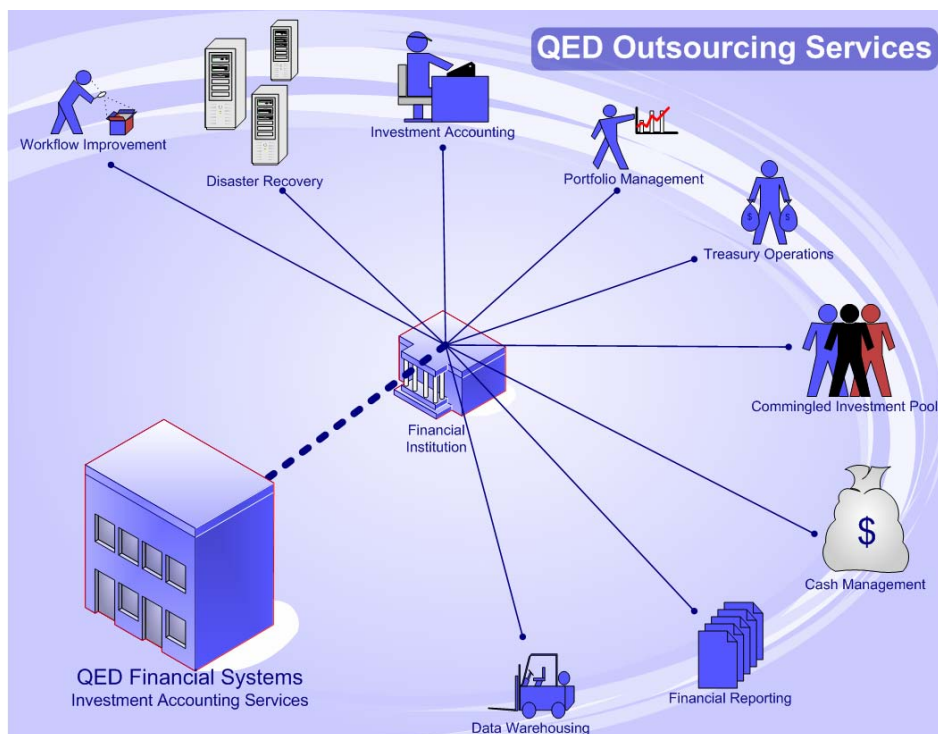 QED Outsourcing Services
Workflow Improvement
Disaster Recovery
Investment Accounting
Portfolio Management
$ $
Treasury Operations
Commingled Investment Pool
Financial
Institution
$
Cash Management
QED Financial Systems
Investment Accounting Services
Financial Reporting
Data Warehousing